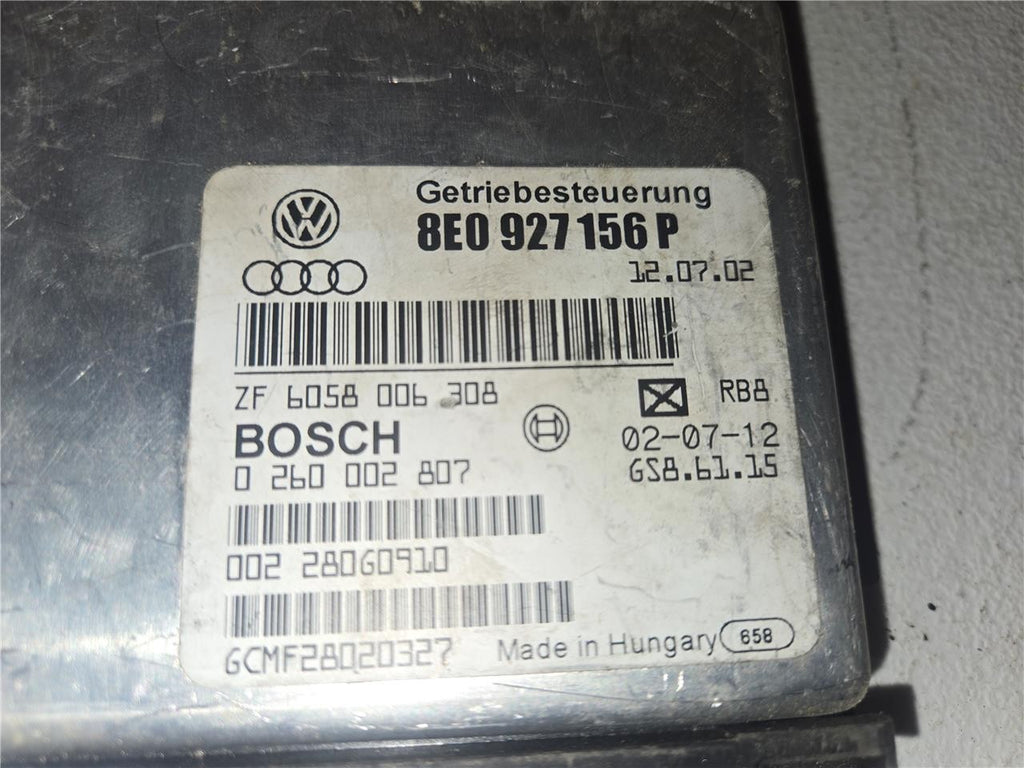 Getriebesteuerung
8E0 927 156 P
12.07.02
ZF 6058 006 308
RB8
BOSCH
02-07-12
0 260 002 807
GS8.61.15
002 28060910
GCMF28020327
Made in Hungary 658